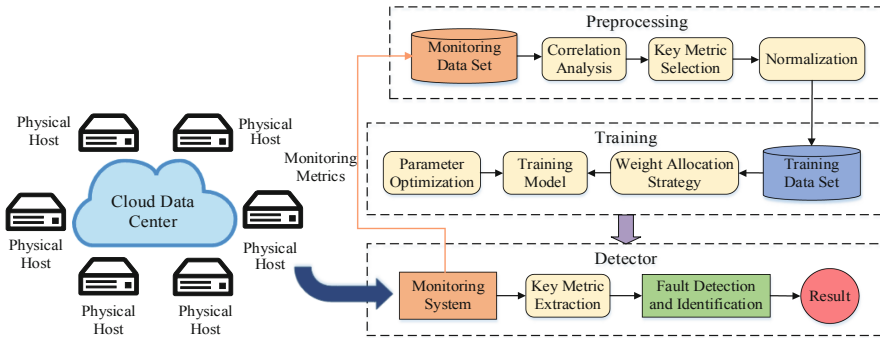 Preprocessing
Monitoring
Data Set
Correlation
Analysis
Key Metric
Selection
Normalization
Physical
Host
Physical
Host
Monitoring
Metrics
Training
Parameter
Optimization
Training
Model
Weight Allocation
Strategy
Training
Data Set
Cloud Data
Center
Physical
Host
Physical
Host
Physical
Host
Physical
Host
Detector
Monitoring
System
Key Metric
Extraction
Fault Detection
and Identification
Result